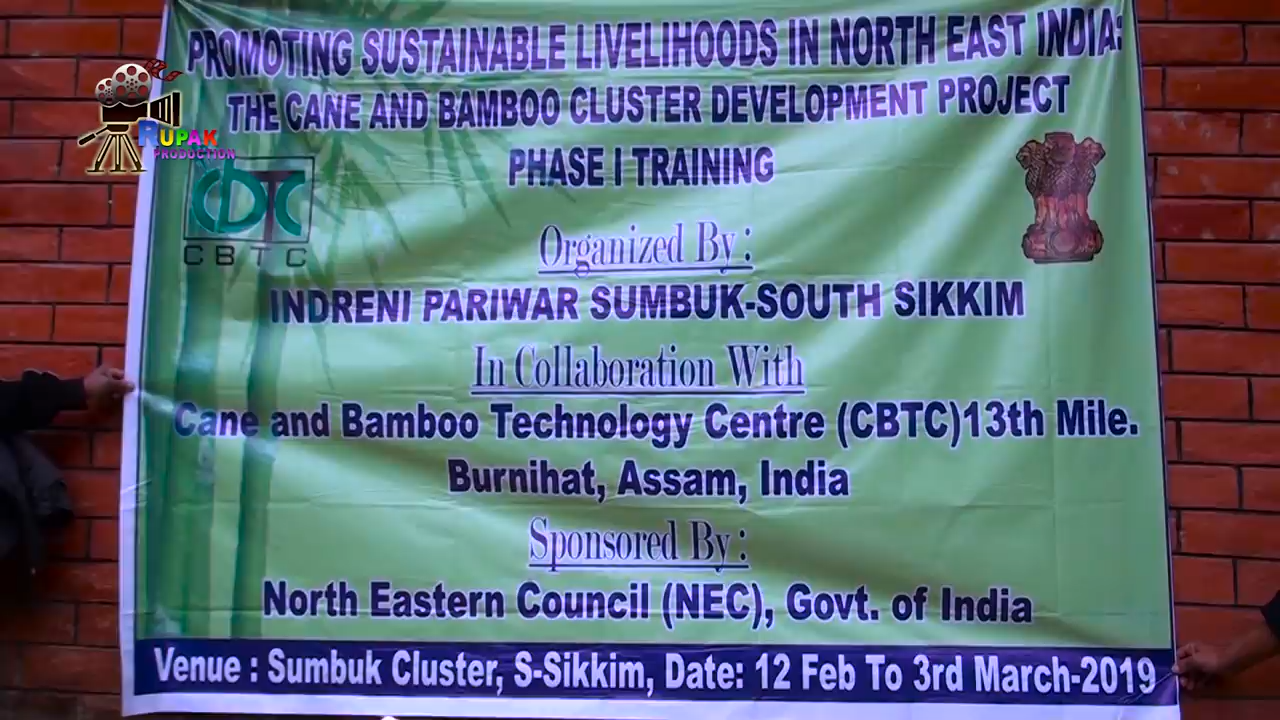 PROMOTING SUSTAINABLE LIVELIHOODS IN NORTH EAST INDIA:
THE CANE AND BAMBOO CLUSTER DEVELOPMENT PROJECT
RUPAK
PRODUCTION
PHASE I TRAINING
CBTC
CBTC
Organized By :
INDRENI PARIWAR SUMBUK-SOUTH SIKKIM
In Collaboration With
Cane and Bamboo Technology Centre (CBTC)13th Mile.
Burnihat, Assam, India
Sponsored By :
North Eastern Council (NEC), Govt. of India
Venue : Sumbuk Cluster, S-Sikkim, Date: 12 Feb To 3rd March-2019